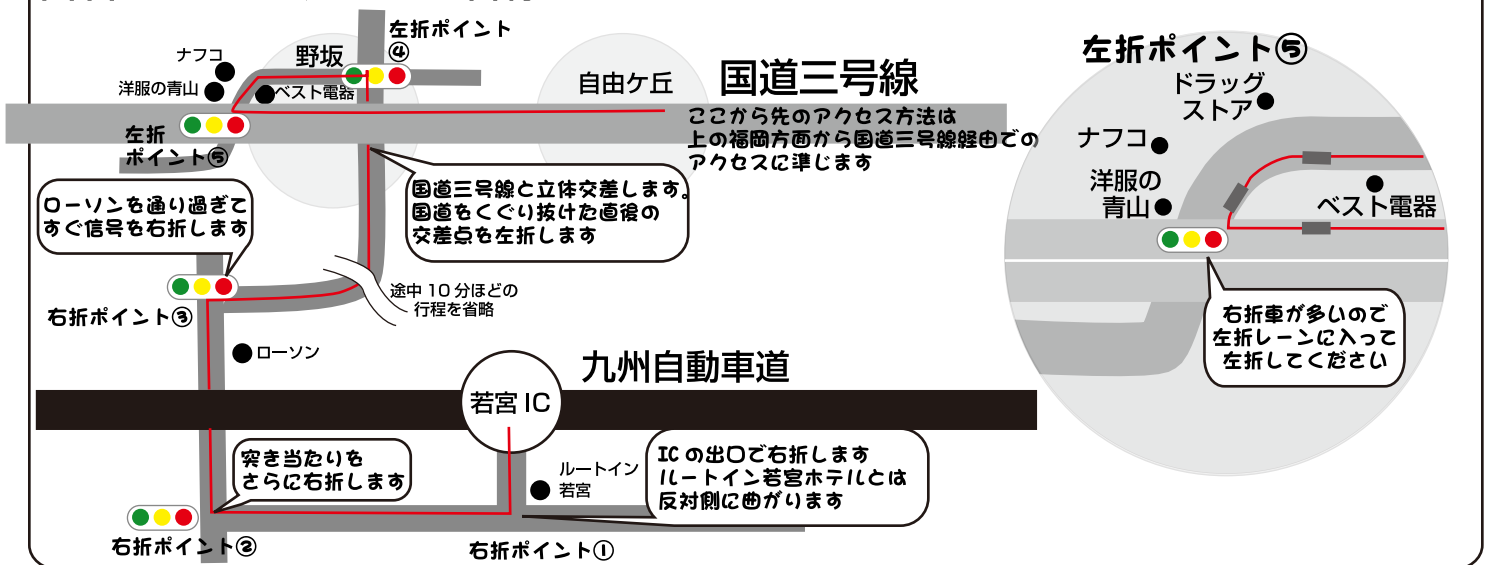 左折ポイント
④
ナフコ
野坂
洋服の青山
ベスト電器
自由ケ丘
国道三号線
左折
ポイント⑤
ここから先のアクセス方法は
上の福岡方面から国道三号線経由での
アクセスに準じます
国道三号線と立体交差します。
国道をくぐり抜けた直後の
交差点を左折します
ローソンを通り過ぎて
すぐ信号を右折します
右折ポイント③
途中10分ほどの
行程を省略
ローソン
九州自動車道
若宮IC
突き当たりを
さらに右折します
ルートイン
若宮
ICの出口で右折します
ルートイン若宮ホテルとは
反対側に曲がります
右折ポイント②
右折ポイント①
左折ポイント⑤
ドラッグ
ストア
ナフコ
洋服の
青山
ベスト電器
右折車が多いので
左折レーンに入って
左折してください